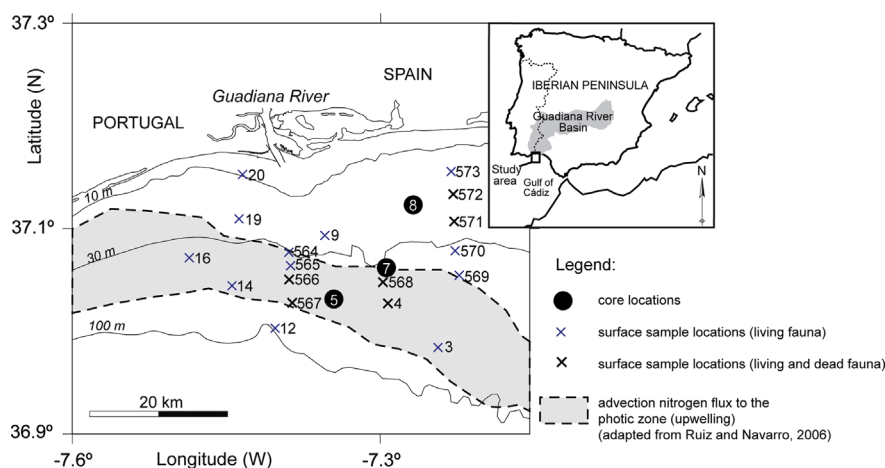 37.3º
37.1º
36.9º
Latitude (N)
-7.6º
Longitude (W)
-7.3º
SPAIN
Guadiana River
PORTUGAL
10 m
30 m
100 m
20
573
8
572
19
9
571
564
570
16
565
7
569
566
568
14
567
5
4
12
3
20 km
IBERIAN PENINSULA
Guadiana River
Basin
Study
area
Gulf of
Cádiz
N
Legend:
core locations
surface sample locations (living fauna)
surface sample locations (living and dead fauna)
advection nitrogen flux to the
photic zone (upwelling)
(adapted from Ruiz and Navarro, 2006)